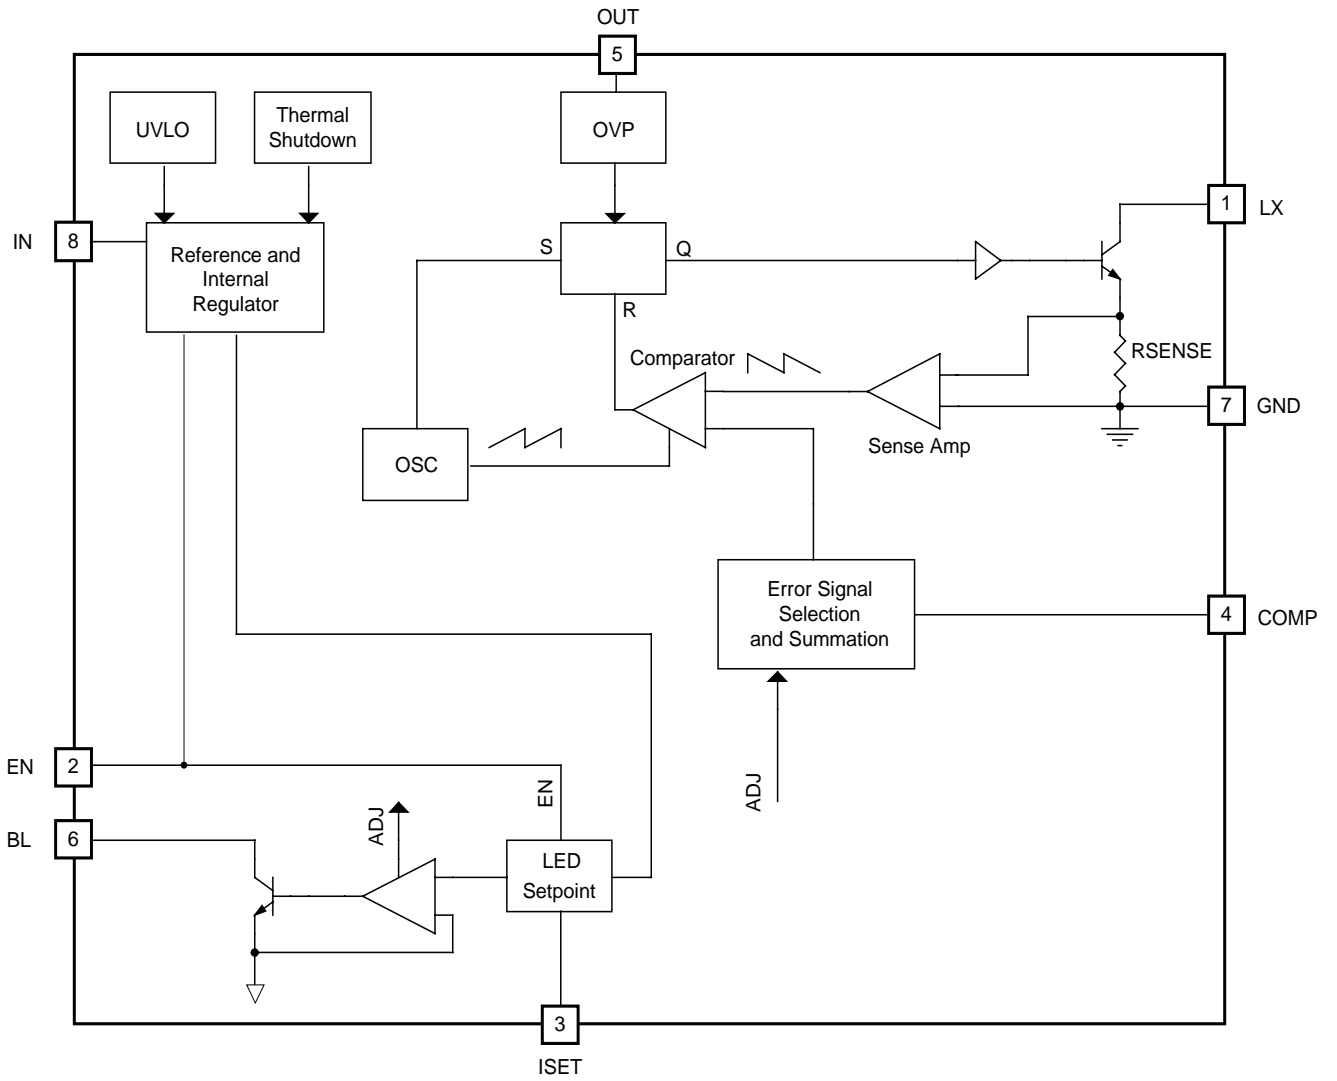 OUT
5
UVLO
Thermal
Shutdown
OVP
1
LX
IN
8
Reference and
Internal
Regulator
S
Q
R
RSENSE
Comparator
7
GND
Sense Amp
OSC
Error Signal
Selection
and Summation
4
COMP
EN
2
EN
ADJ
ADJ
BL
6
LED
Setpoint
3
ISET